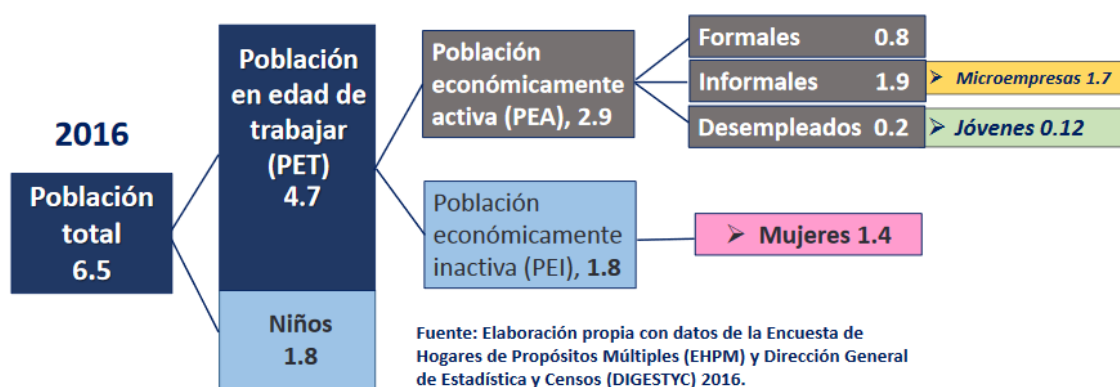 2016
Población
total
6.5
Población
en edad de
trabajar
(PET)
4.7
Niños
1.8
Población
económicamente
activa (PEA), 2.9
Formales 0.8
Informales 1.9
➢ Microempresas 1.7
Desempleados 0.2
➢ Jóvenes 0.12
Población
económicamente
inactiva (PEI), 1.8
➢ Mujeres 1.4
Fuente: Elaboración propia con datos de la Encuesta de
Hogares de Propósitos Múltiples (EHPM) y Dirección General
de Estadística y Censos (DIGESTYC) 2016.